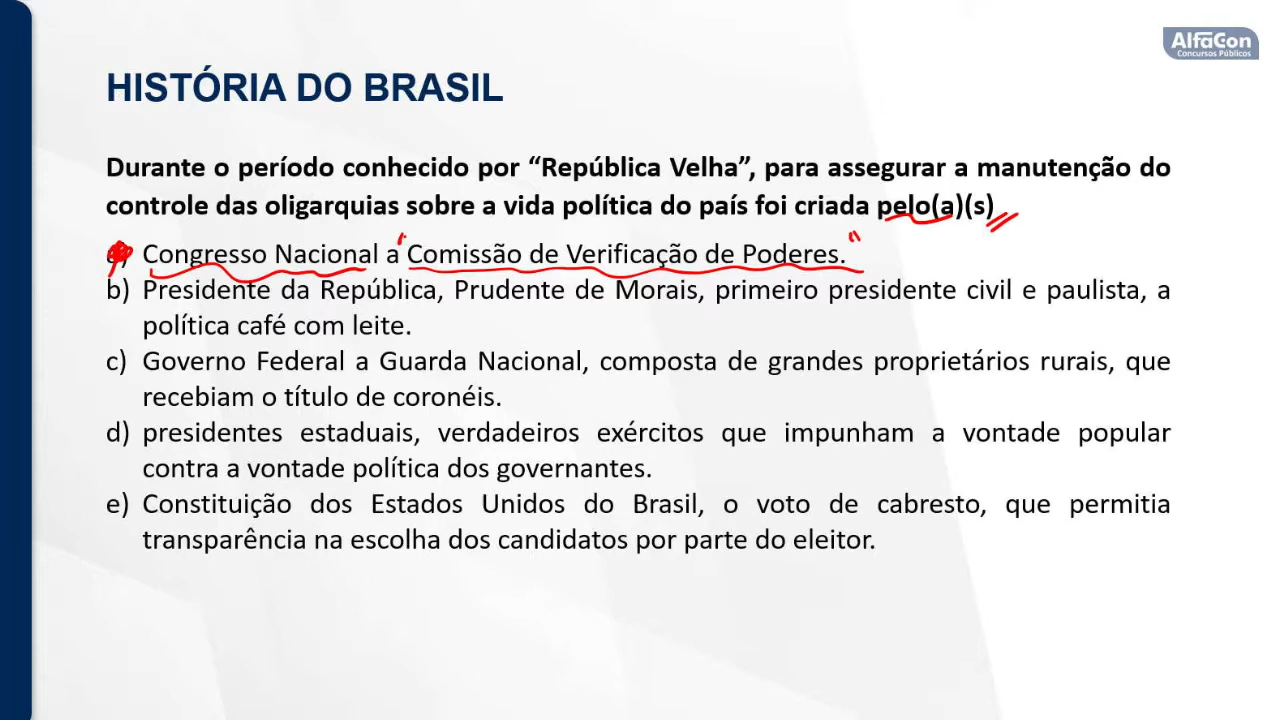 AlfaCon
Concursos Públicos
HISTÓRIA DO BRASIL
Durante o período conhecido por “República Velha”, para assegurar a manutenção do
controle das oligarquias sobre a vida política do país foi criada pelo(a)(s)
a) Congresso Nacional a "Comissão de Verificação de Poderes."
b) Presidente da República, Prudente de Morais, primeiro presidente civil e paulista, a
política café com leite.
c) Governo Federal a Guarda Nacional, composta de grandes proprietários rurais, que
recebiam o título de coronéis.
d) presidentes estaduais, verdadeiros exércitos que impunham a vontade popular
contra a vontade política dos governantes.
e) Constituição dos Estados Unidos do Brasil, o voto de cabresto, que permitia
transparência na escolha dos candidatos por parte do eleitor.